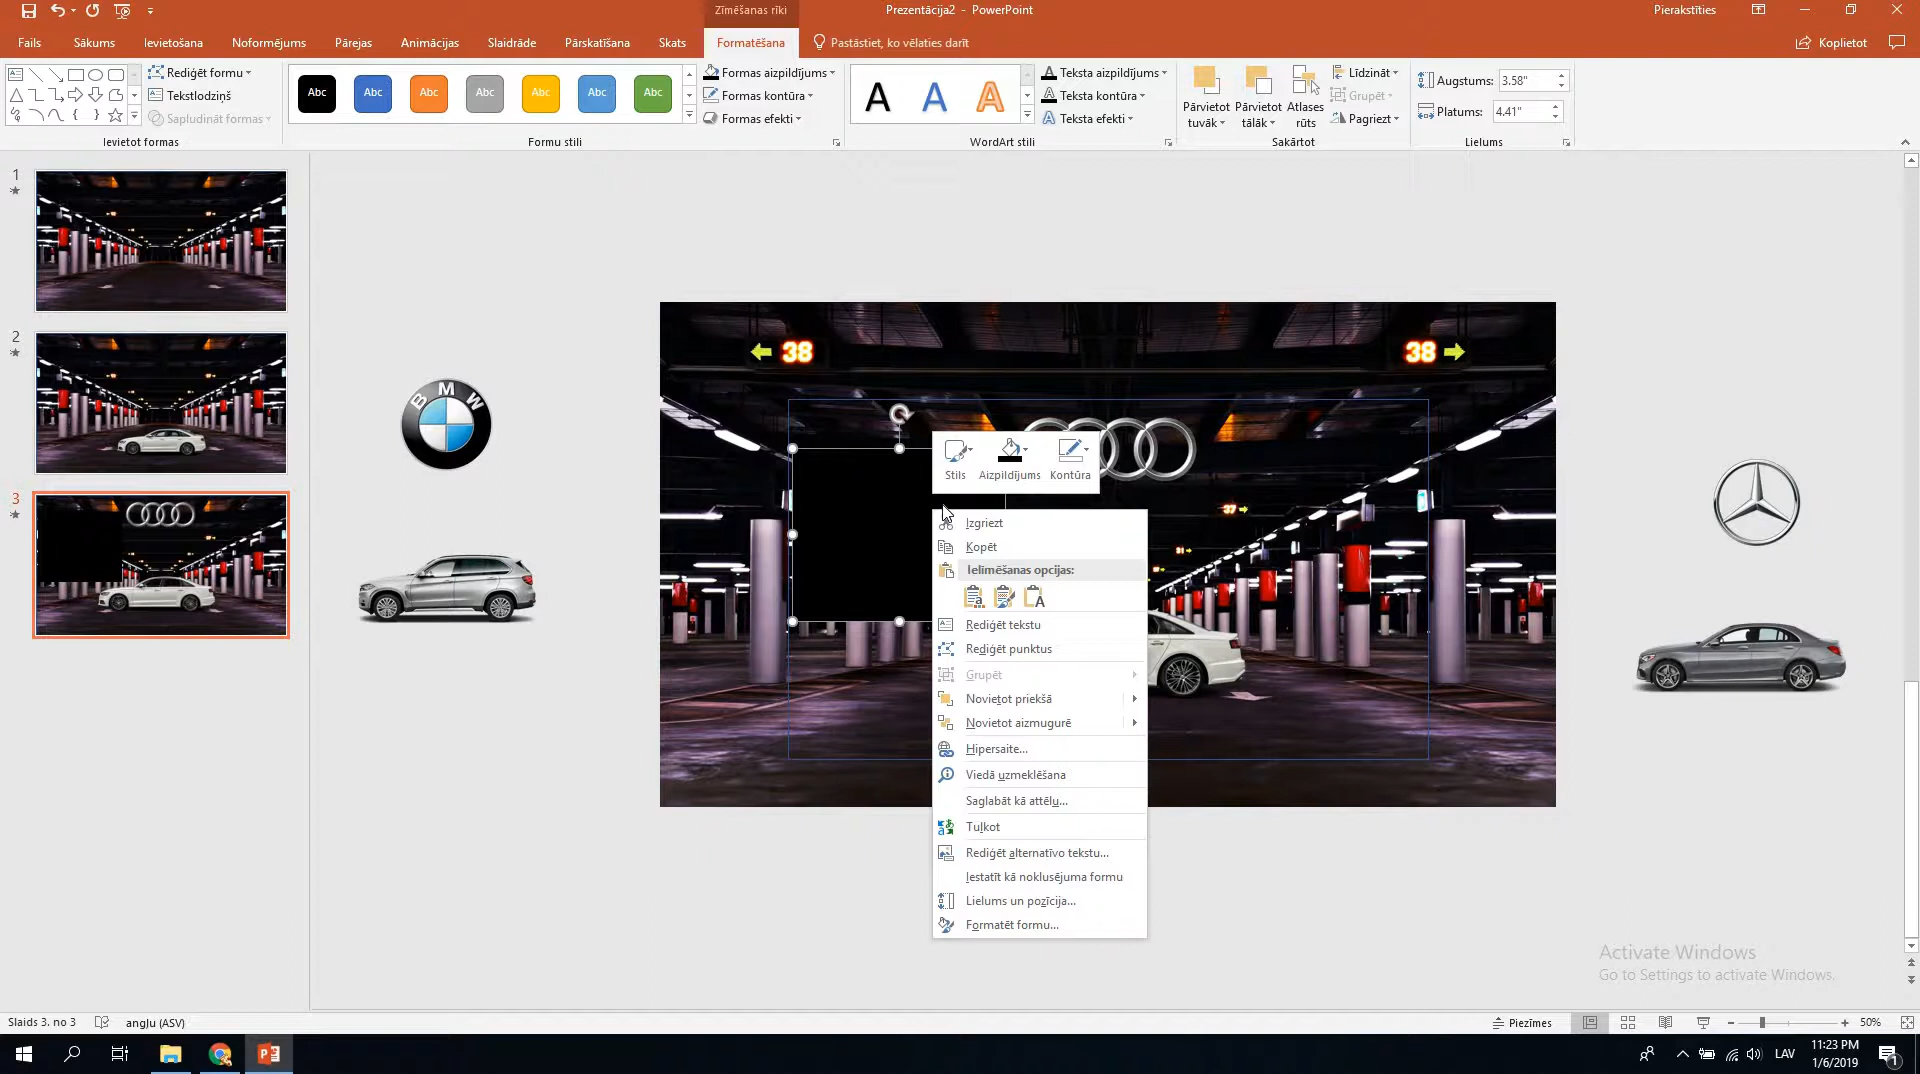 Zīmēšanas rīki
Prezentācija2 - PowerPoint
Pierakstīties
Fails
Sākums
Ievietošana
Noformējums
Pārejas
Animācijas
Slaidrāde
Pārskatīšana
Skats
Formatēšana
Pastāstiet, ko vēlaties darīt
Koplietot
Rediģēt formu
Tekstlodziņš
Sapludināt formas
Ievietot formas
Abc Abc Abc Abc Abc Abc Abc
Formas aizpildījums
Formas kontūra
Formas efekti
Formu stili
A A A
Teksta aizpildījums
Teksta kontūra
Teksta efekti
WordArt stili
Pārvietot tuvāk
Pārvietot tālāk
Atlases rūts
Līdzināt
Grupēt
Pagriezt
Sakārtot
Augstums: 3.58"
Platums: 4.41"
Lielums
1
2
3
BMW
38
38
37
31
Stils
Aizpildījums
Kontūra
Izgriezt
Kopēt
Ielīmēšanas opcijas:
Rediģēt tekstu
Rediģēt punktus
Grupēt
Novietot priekšā
Novietot aizmugurē
Hipersaite...
Viedā uzmeklēšana
Saglabāt kā attēlu...
Tulkot
Rediģēt alternatīvo tekstu...
Iestatīt kā noklusējuma formu
Lielums un pozīcija...
Formatēt formu...
Activate Windows
Go to Settings to activate Windows.
Slaids 3. no 3
angļu (ASV)
Piezīmes
50%
LAV
11:23 PM
1/6/2019
1